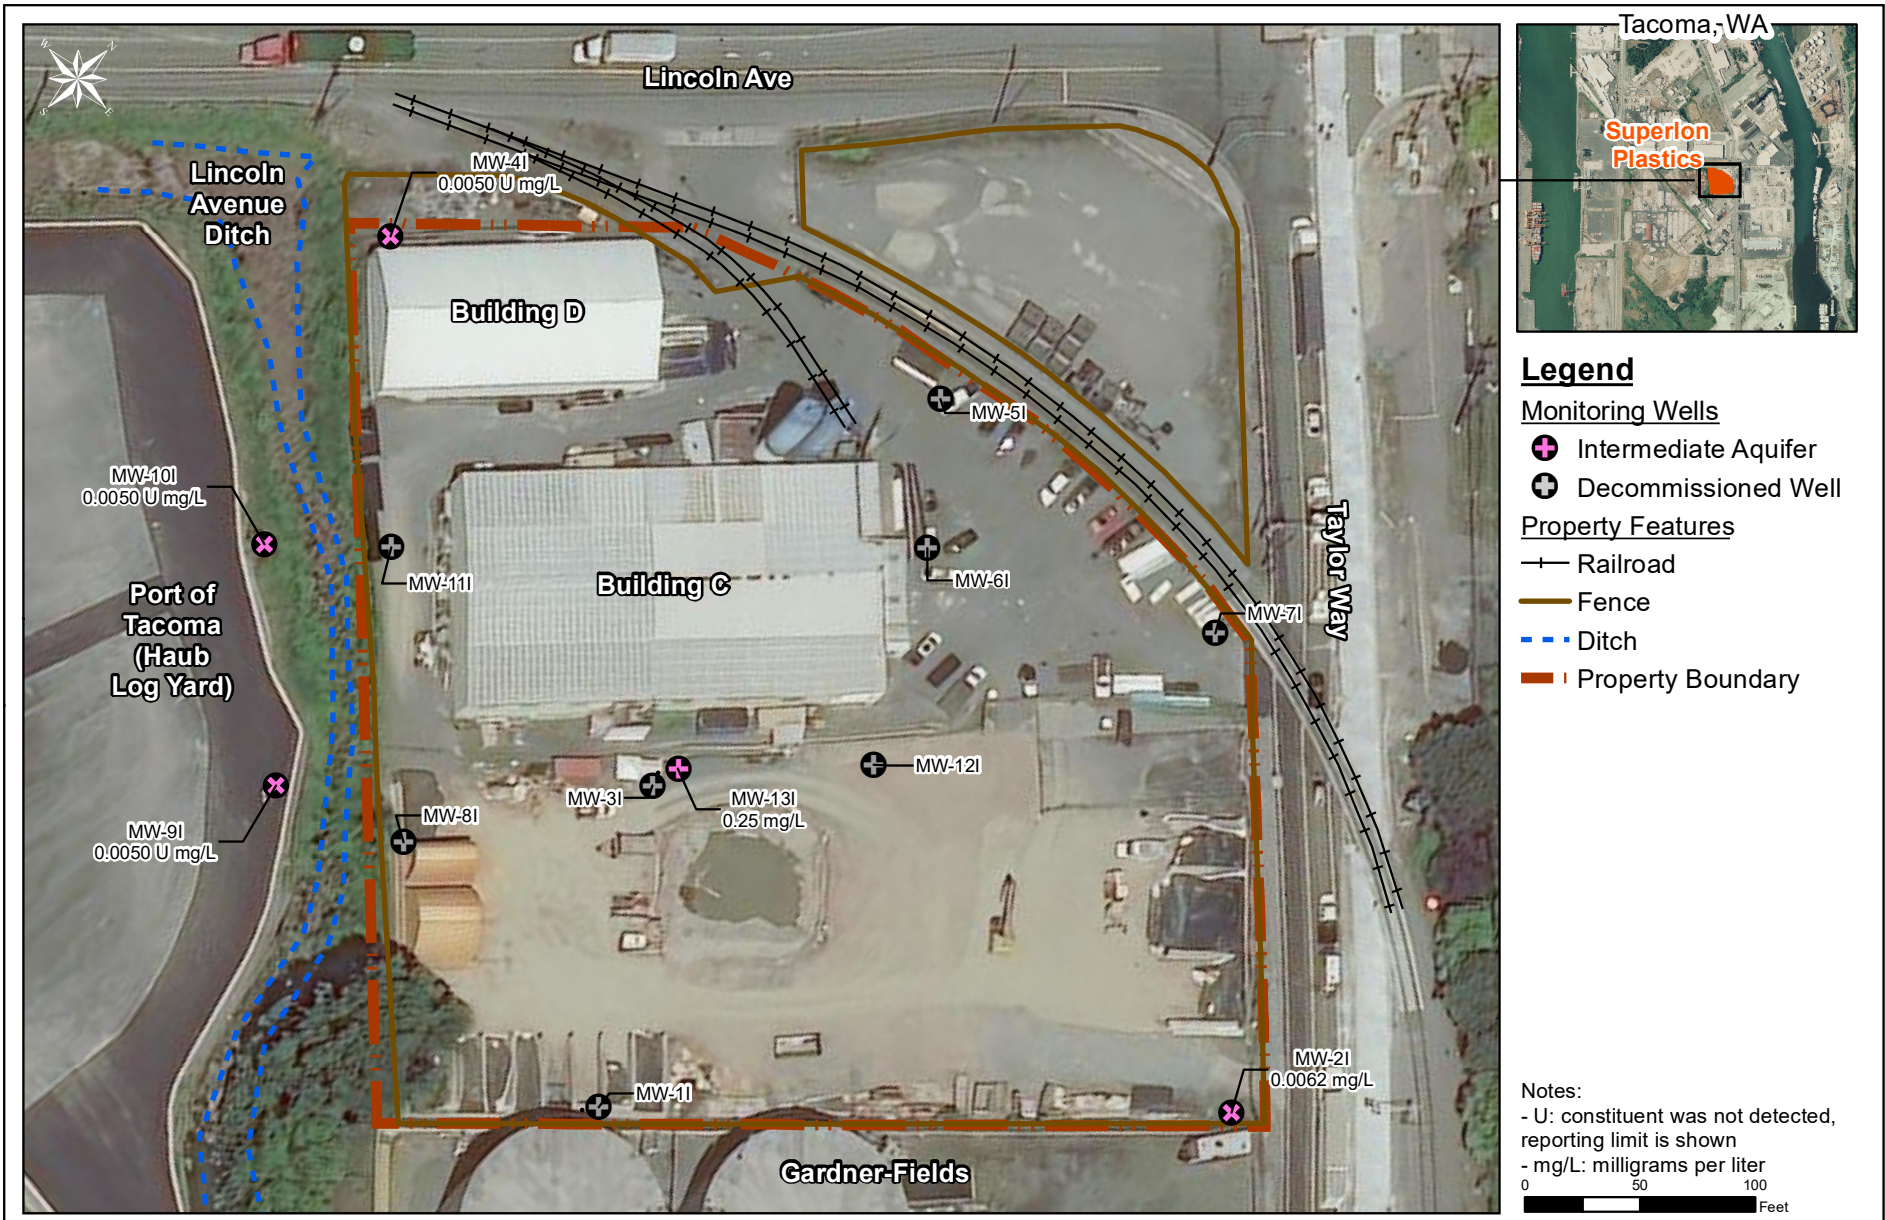 Tacoma, WA
Superlon
Plastics
N
W
S
E
Lincoln Ave
MW-4I
0.0050 U mg/L
Lincoln
Avenue
Ditch
Building D
MW-5I
MW-10I
0.0050 U mg/L
MW-11I
Building C
MW-6I
Taylor Way
MW-7I
Port of
Tacoma
(Haub
Log Yard)
MW-12I
MW-3I
MW-13I
0.25 mg/L
MW-8I
MW-9I
0.0050 U mg/L
MW-1I
MW-2I
0.0062 mg/L
Gardner-Fields
Legend
Monitoring Wells
Intermediate Aquifer
Decommissioned Well
Property Features
Railroad
Fence
Ditch
Property Boundary
Notes:
- U: constituent was not detected,
reporting limit is shown
- mg/L: milligrams per liter
0 50 100
Feet